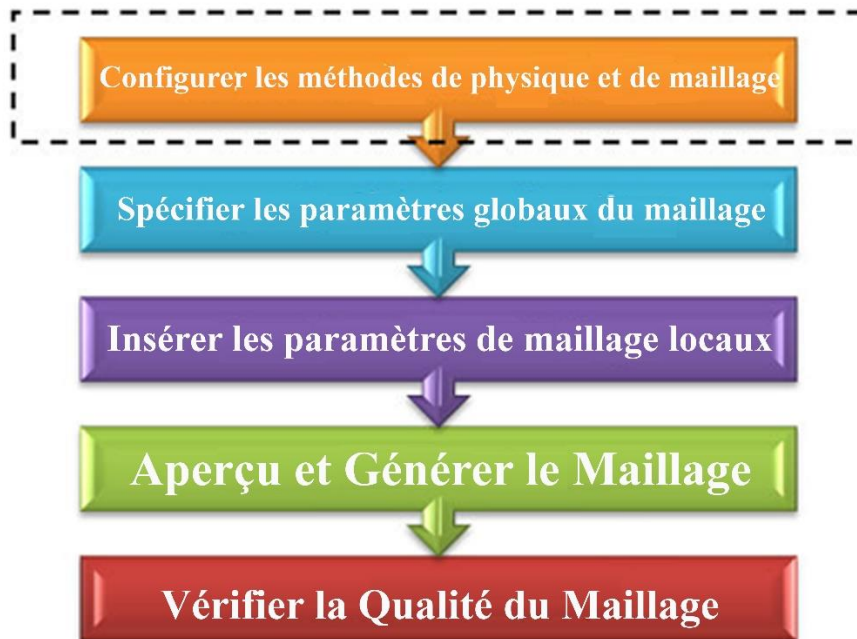 Configurer les méthodes de physique et de maillage
Spécifier les paramètres globaux du maillage
Insérer les paramètres de maillage locaux
Aperçu et Générer le Maillage
Vérifier la Qualité du Maillage